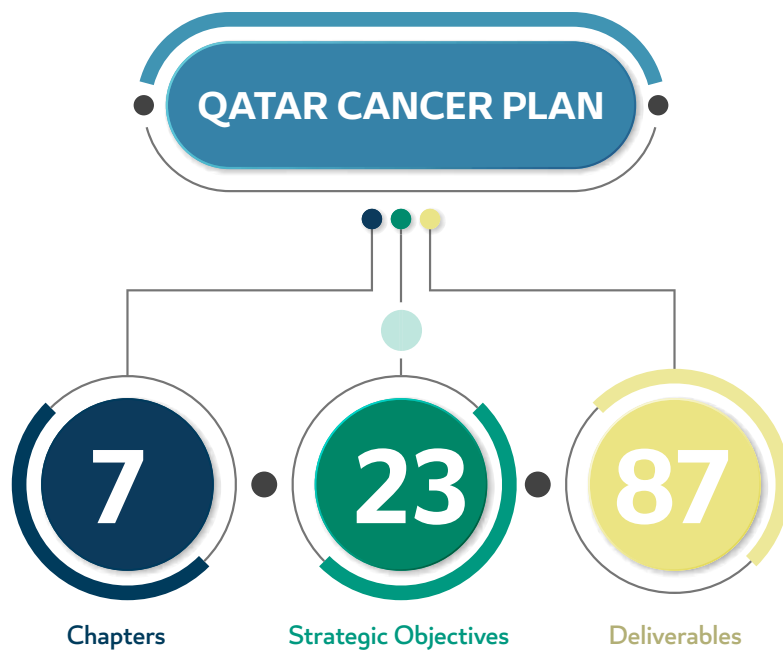 QATAR CANCER PLAN
7
23
87
Chapters
Strategic Objectives
Deliverables